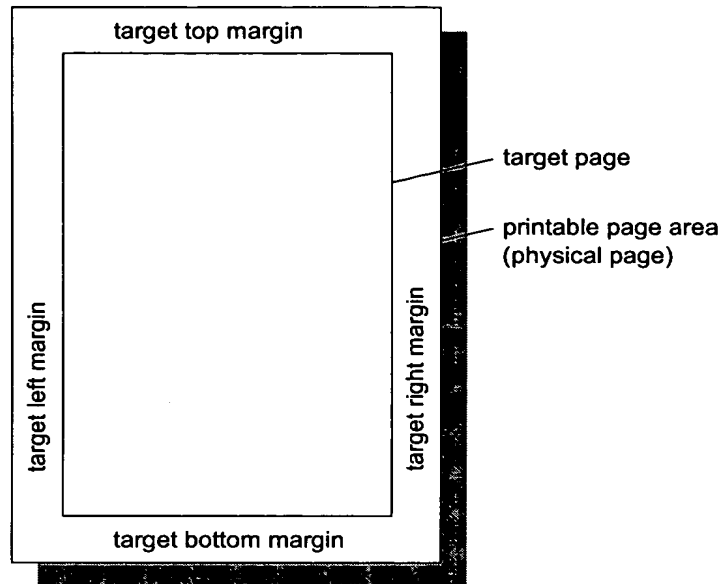 target top margin
target page
printable page area
(physical page)
target left margin
target right margin
target bottom margin